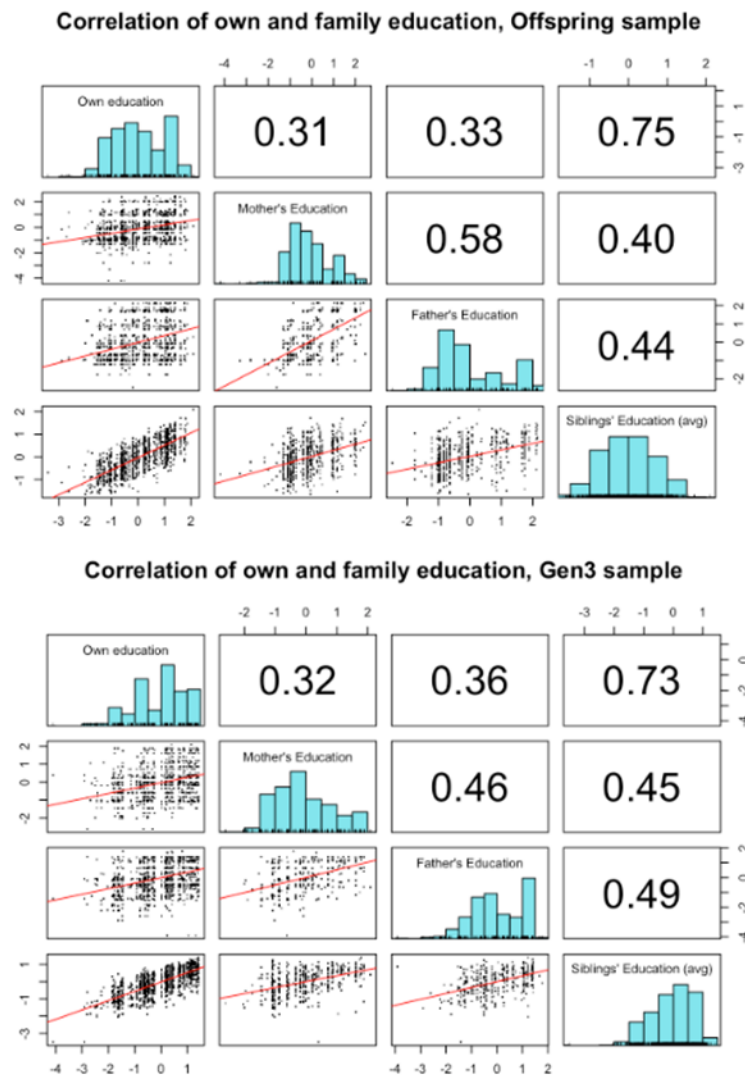 Correlation of own and family education, Offspring sample
-4 -2 0 1 2
-1 0 1 2
Own education
0.31
0.33
0.75
-3 -1 0 1
-4 -2 0 1 2
Mother's Education
0.58
0.40
Father's Education
0.44
-2 0 1 2
-1 0 1 2
Siblings' Education (avg)
-3 -2 -1 0 1 2
-2 -1 0 1 2
Correlation of own and family education, Gen3 sample
-2 -1 0 1 2
-3 -2 -1 0 1
Own education
0.32
0.36
0.73
-4 -2 0
-2 0 1 2
Mother's Education
0.46
0.45
Father's Education
0.49
-4 -2 0 2
-3 -1 0 1
Siblings' Education (avg)
-4 -3 -2 -1 0 1
-4 -3 -2 -1 0 1 2